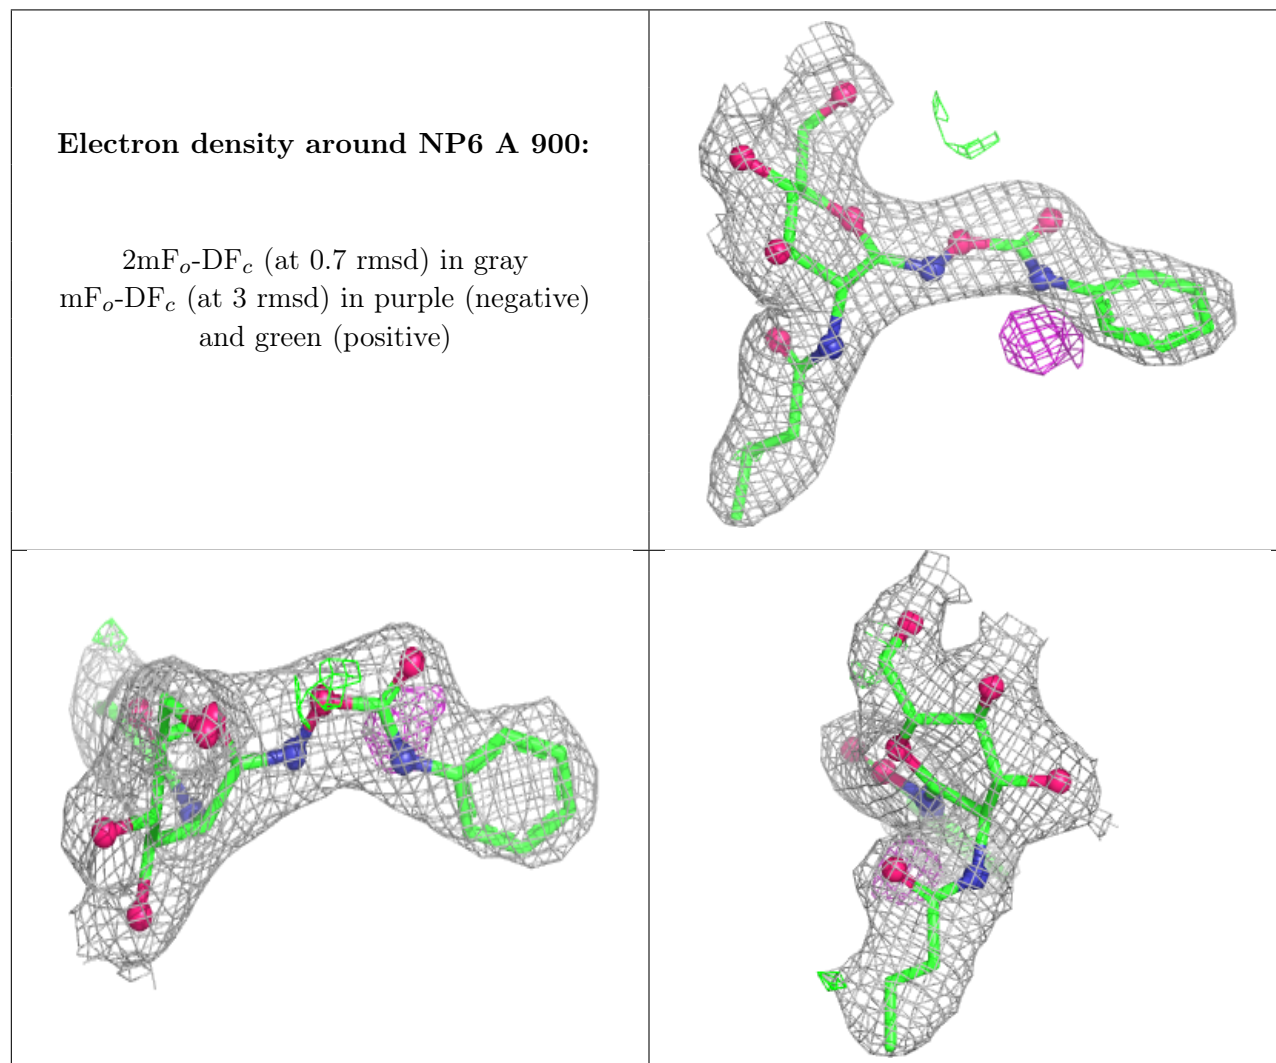 Electron density around NP6 A 900:
2mFo-DFc (at 0.7 rmsd) in gray
mFo-DFc (at 3 rmsd) in purple (negative)
and green (positive)